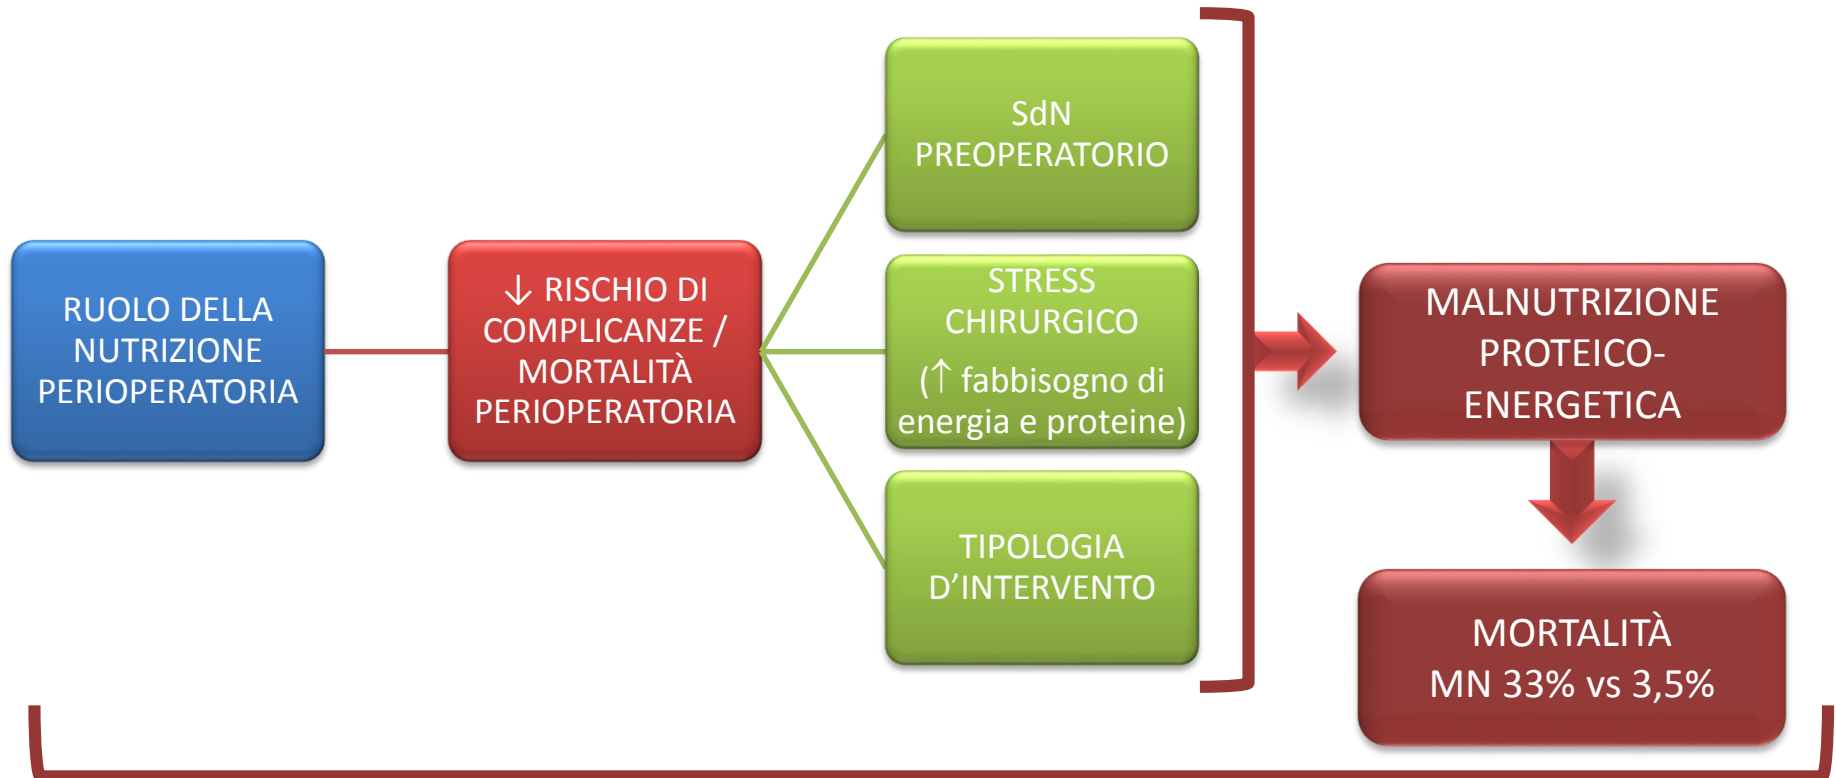 RUOLO DELLA
NUTRIZIONE
PERIOPERATORIA
↓ RISCHIO DI
COMPLICANZE /
MORTALITÀ
PERIOPERATORIA
SdN
PREOPERATORIO
STRESS
CHIRURGICO
(↑ fabbisogno di
energia e proteine)
TIPOLOGIA
D’INTERVENTO
MALNUTRIZIONE
PROTEICO-
ENERGETICA
MORTALITÀ
MN 33% vs 3,5%